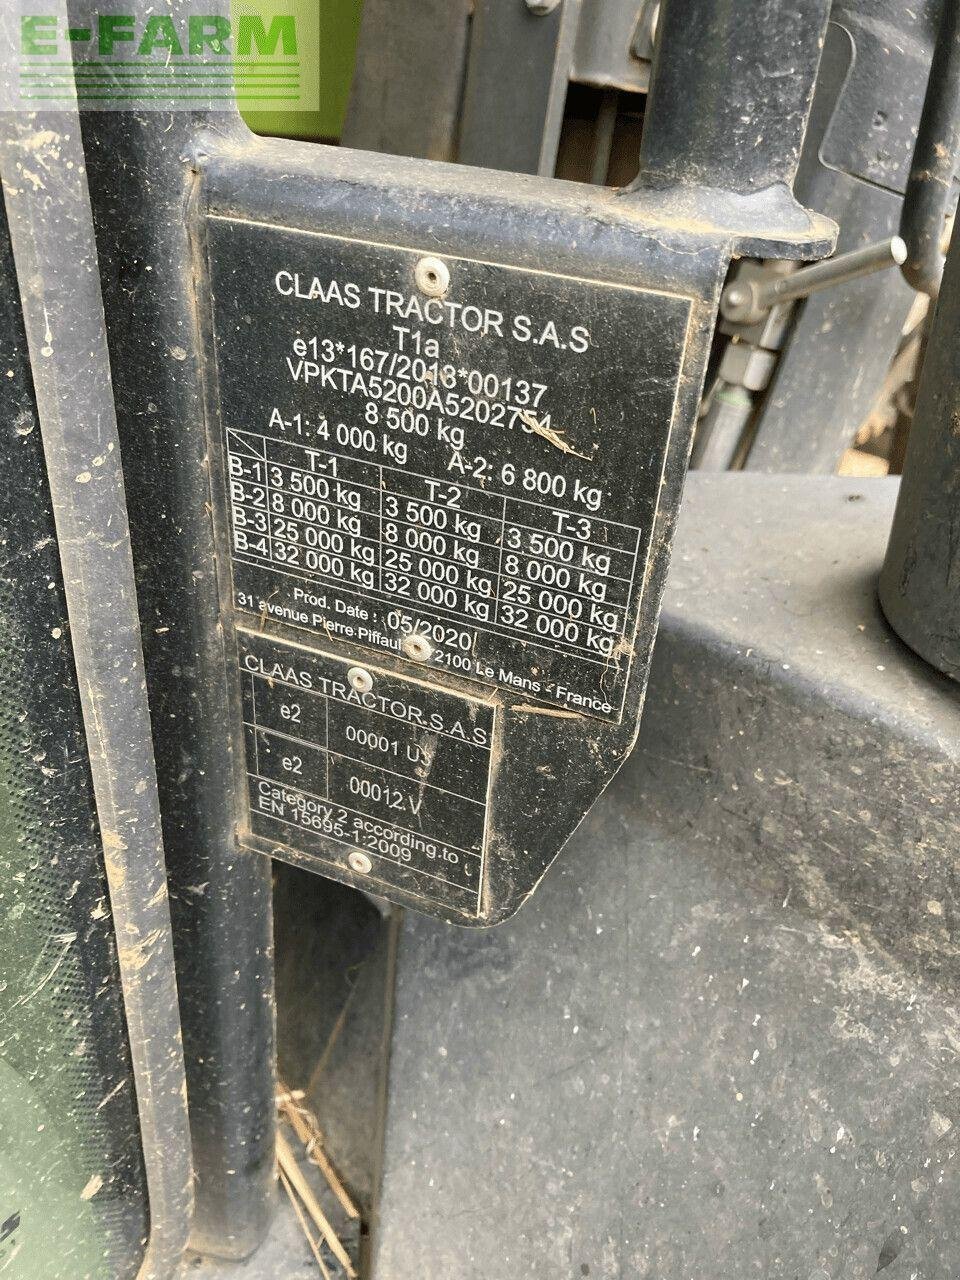 E-FARM
CLAAS TRACTOR S.A.S
T1a
e13*167/2013*00137
VPKTA5200A5202754
8 500 kg
A-1: 4 000 kg A-2: 6 800 kg
T-1 T-2 T-3
B-1 3 500 kg 3 500 kg 3 500 kg
B-2 8 000 kg 8 000 kg 8 000 kg
B-3 25 000 kg 25 000 kg 25 000 kg
B-4 32 000 kg 32 000 kg 32 000 kg
Prod. Date : 05/2020
31 avenue Pierre Le Mans - France
CLAAS TRACTOR S.A.S
e2 00001 U
e2 00012 V
Category 2 according to
EN 15695-1:2009